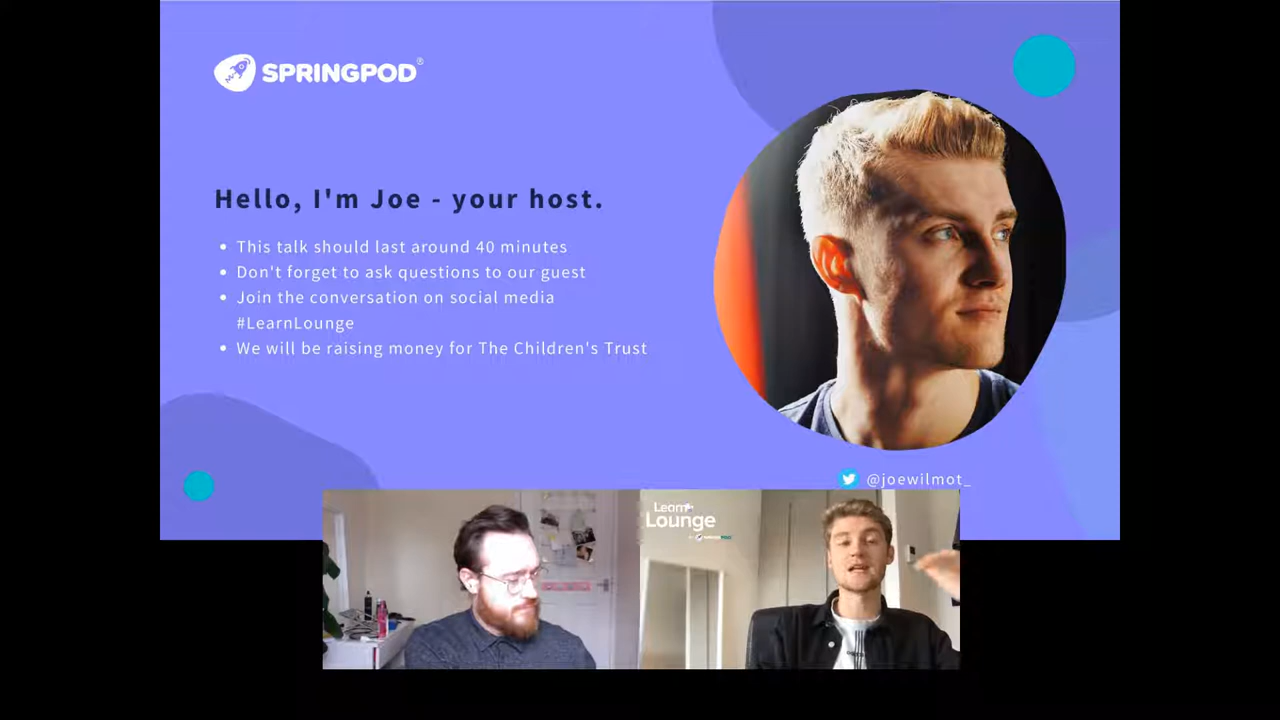 SPRINGPOD®
Hello, I'm Joe - your host.
This talk should last around 40 minutes
Don't forget to ask questions to our guest
Join the conversation on social media
#LearnLounge
We will be raising money for The Children's Trust
@joewilmot_
Learn
Lounge